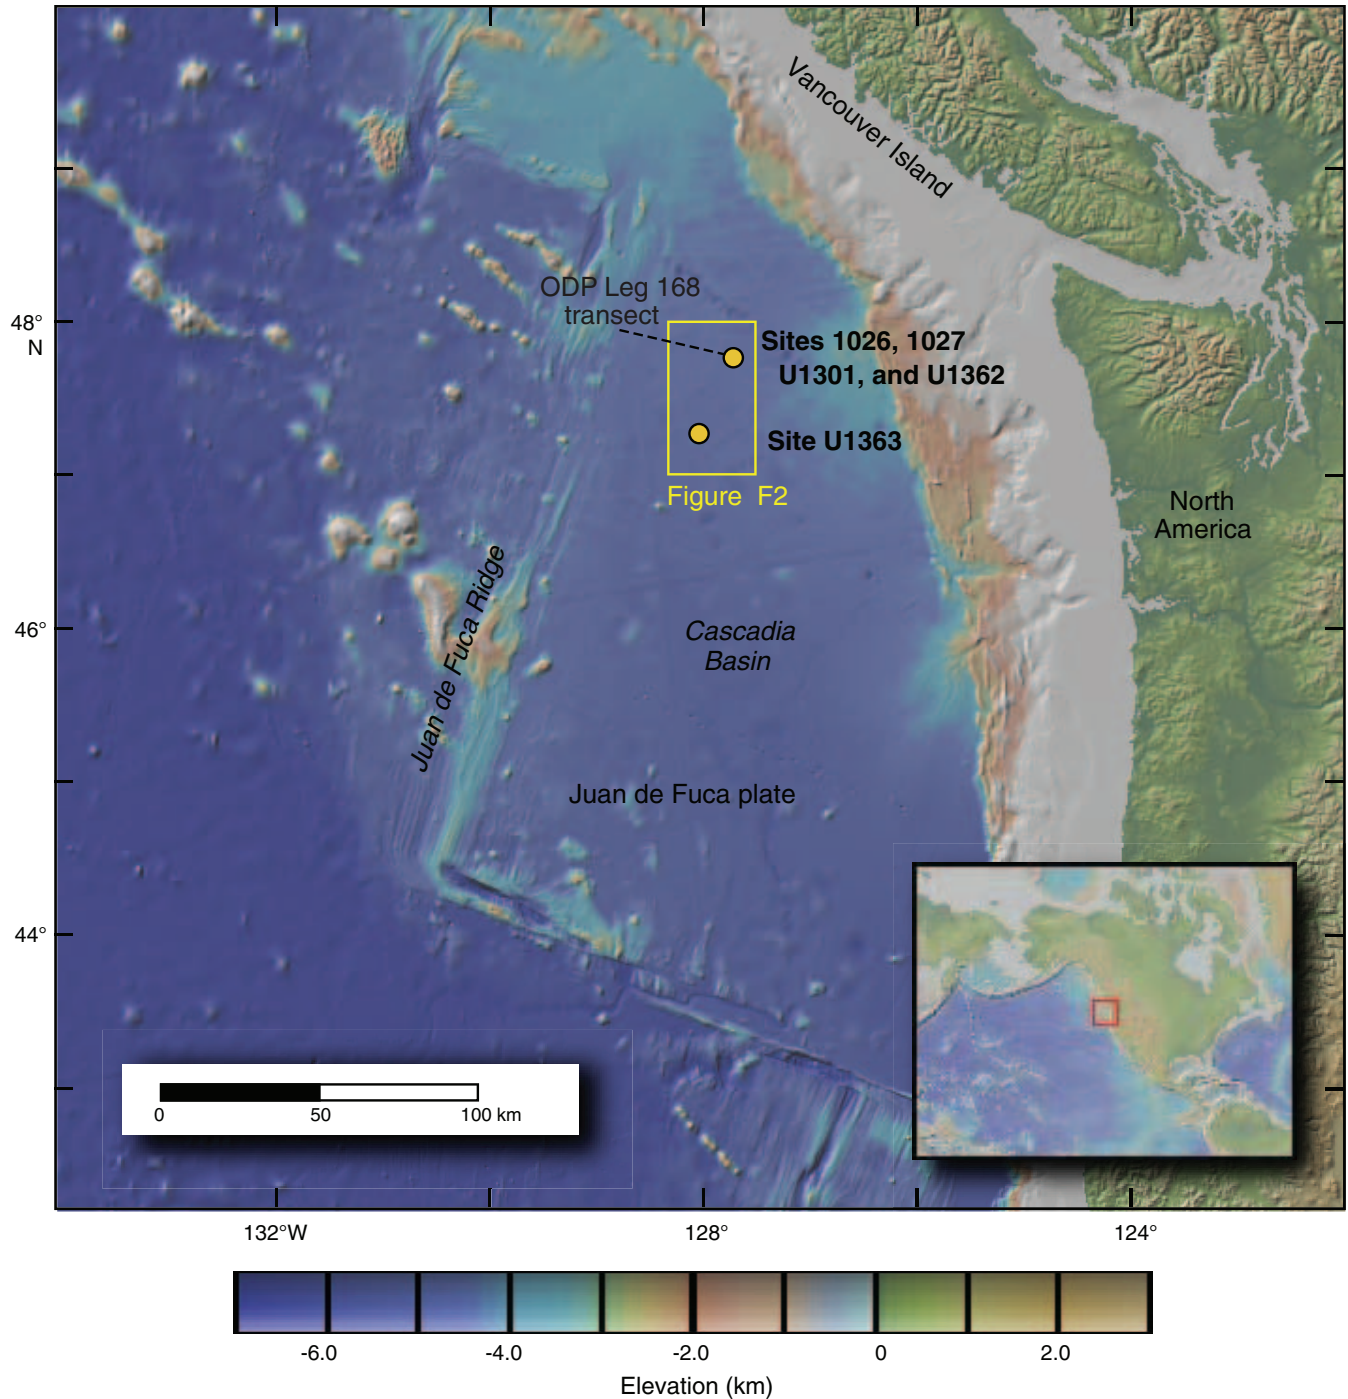 Vancouver Island
ODP Leg 168
transect
48°
N
Sites 1026, 1027
U1301, and U1362
Site U1363
Figure F2
North
America
Juan de Fuca Ridge
46°
Cascadia
Basin
Juan de Fuca plate
44°
0 50 100 km
132°W 128° 124°
-6.0 -4.0 -2.0 0 2.0
Elevation (km)